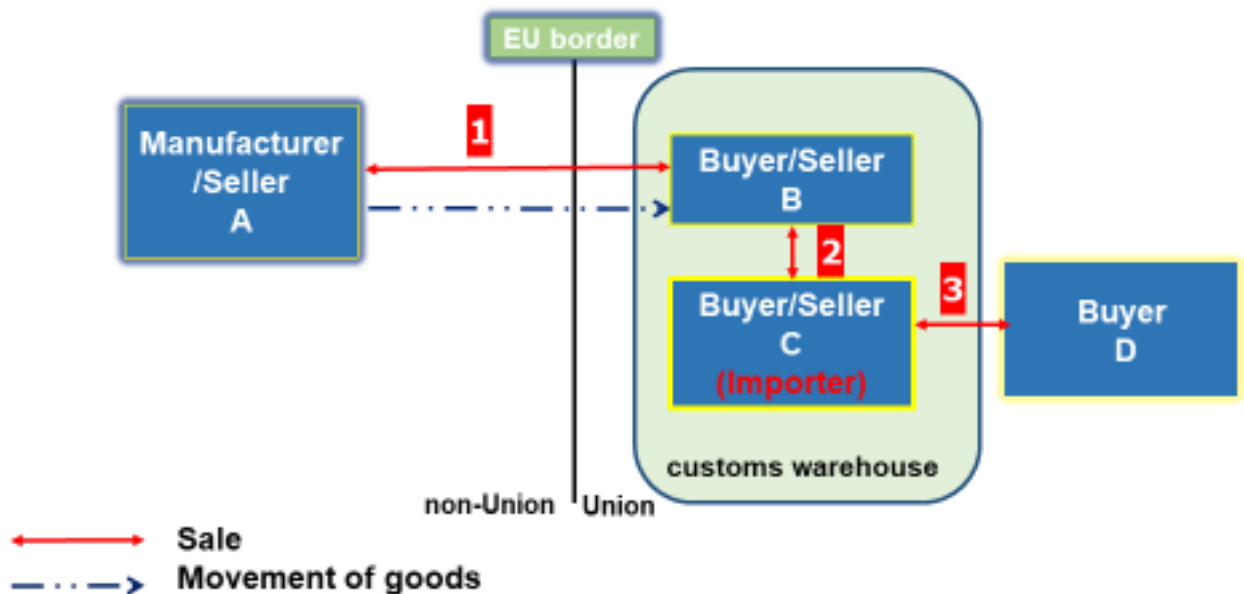 EU border
Manufacturer
/Seller
A
1
Buyer/Seller
B
2
Buyer/Seller
C
(Importer)
3
Buyer
D
customs warehouse
non-Union
Union
Sale
Movement of goods